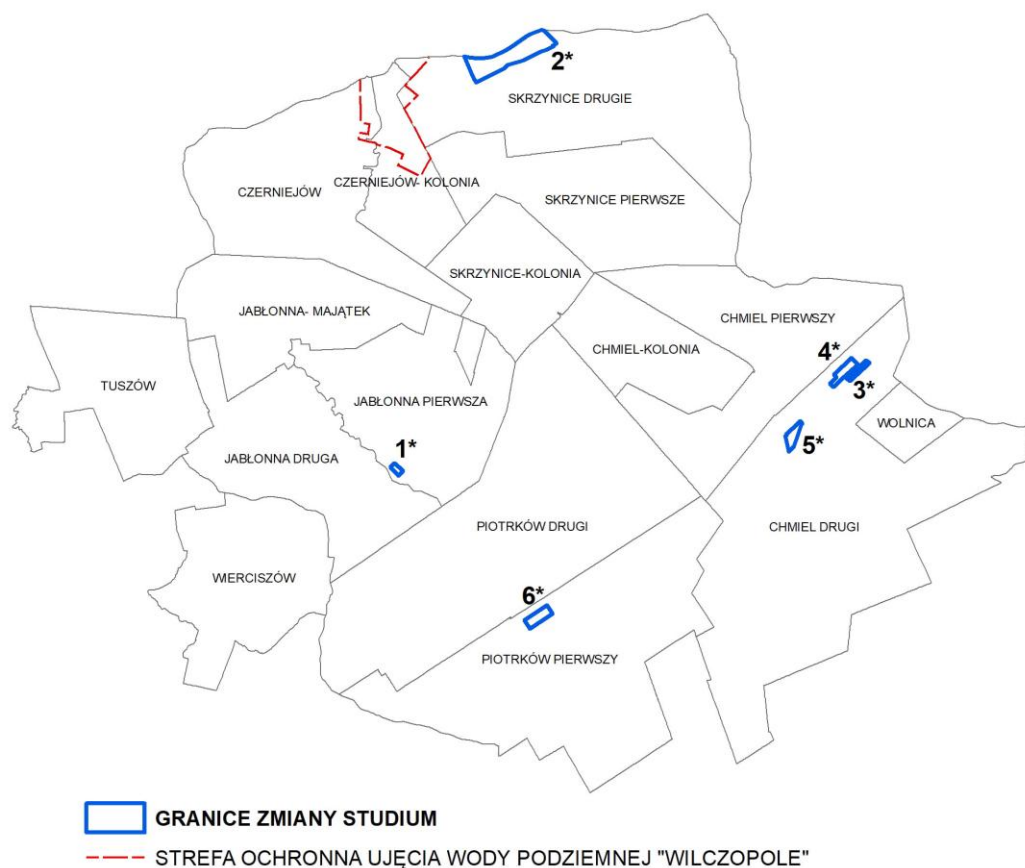 2*
SKRZYNICE DRUGIE
CZERNIEJÓW- KOLONIA
CZERNIEJÓW
SKRZYNICE PIERWSZE
SKRZYNICE-KOLONIA
JABŁONNA- MAJĄTEK
CHMIEL PIERWSZY
CHMIEL-KOLONIA
4*
TUSZÓW
3*
JABŁONNA PIERWSZA
WOLNICA
1*
5*
JABŁONNA DRUGA
PIOTRKÓW DRUGI
CHMIEL DRUGI
WIERCISZÓW
6*
PIOTRKÓW PIERWSZY
GRANICE ZMIANY STUDIUM
STREFA OCHRONNA UJĘCIA WODY PODZIEMNEJ "WILCZOPOLE"